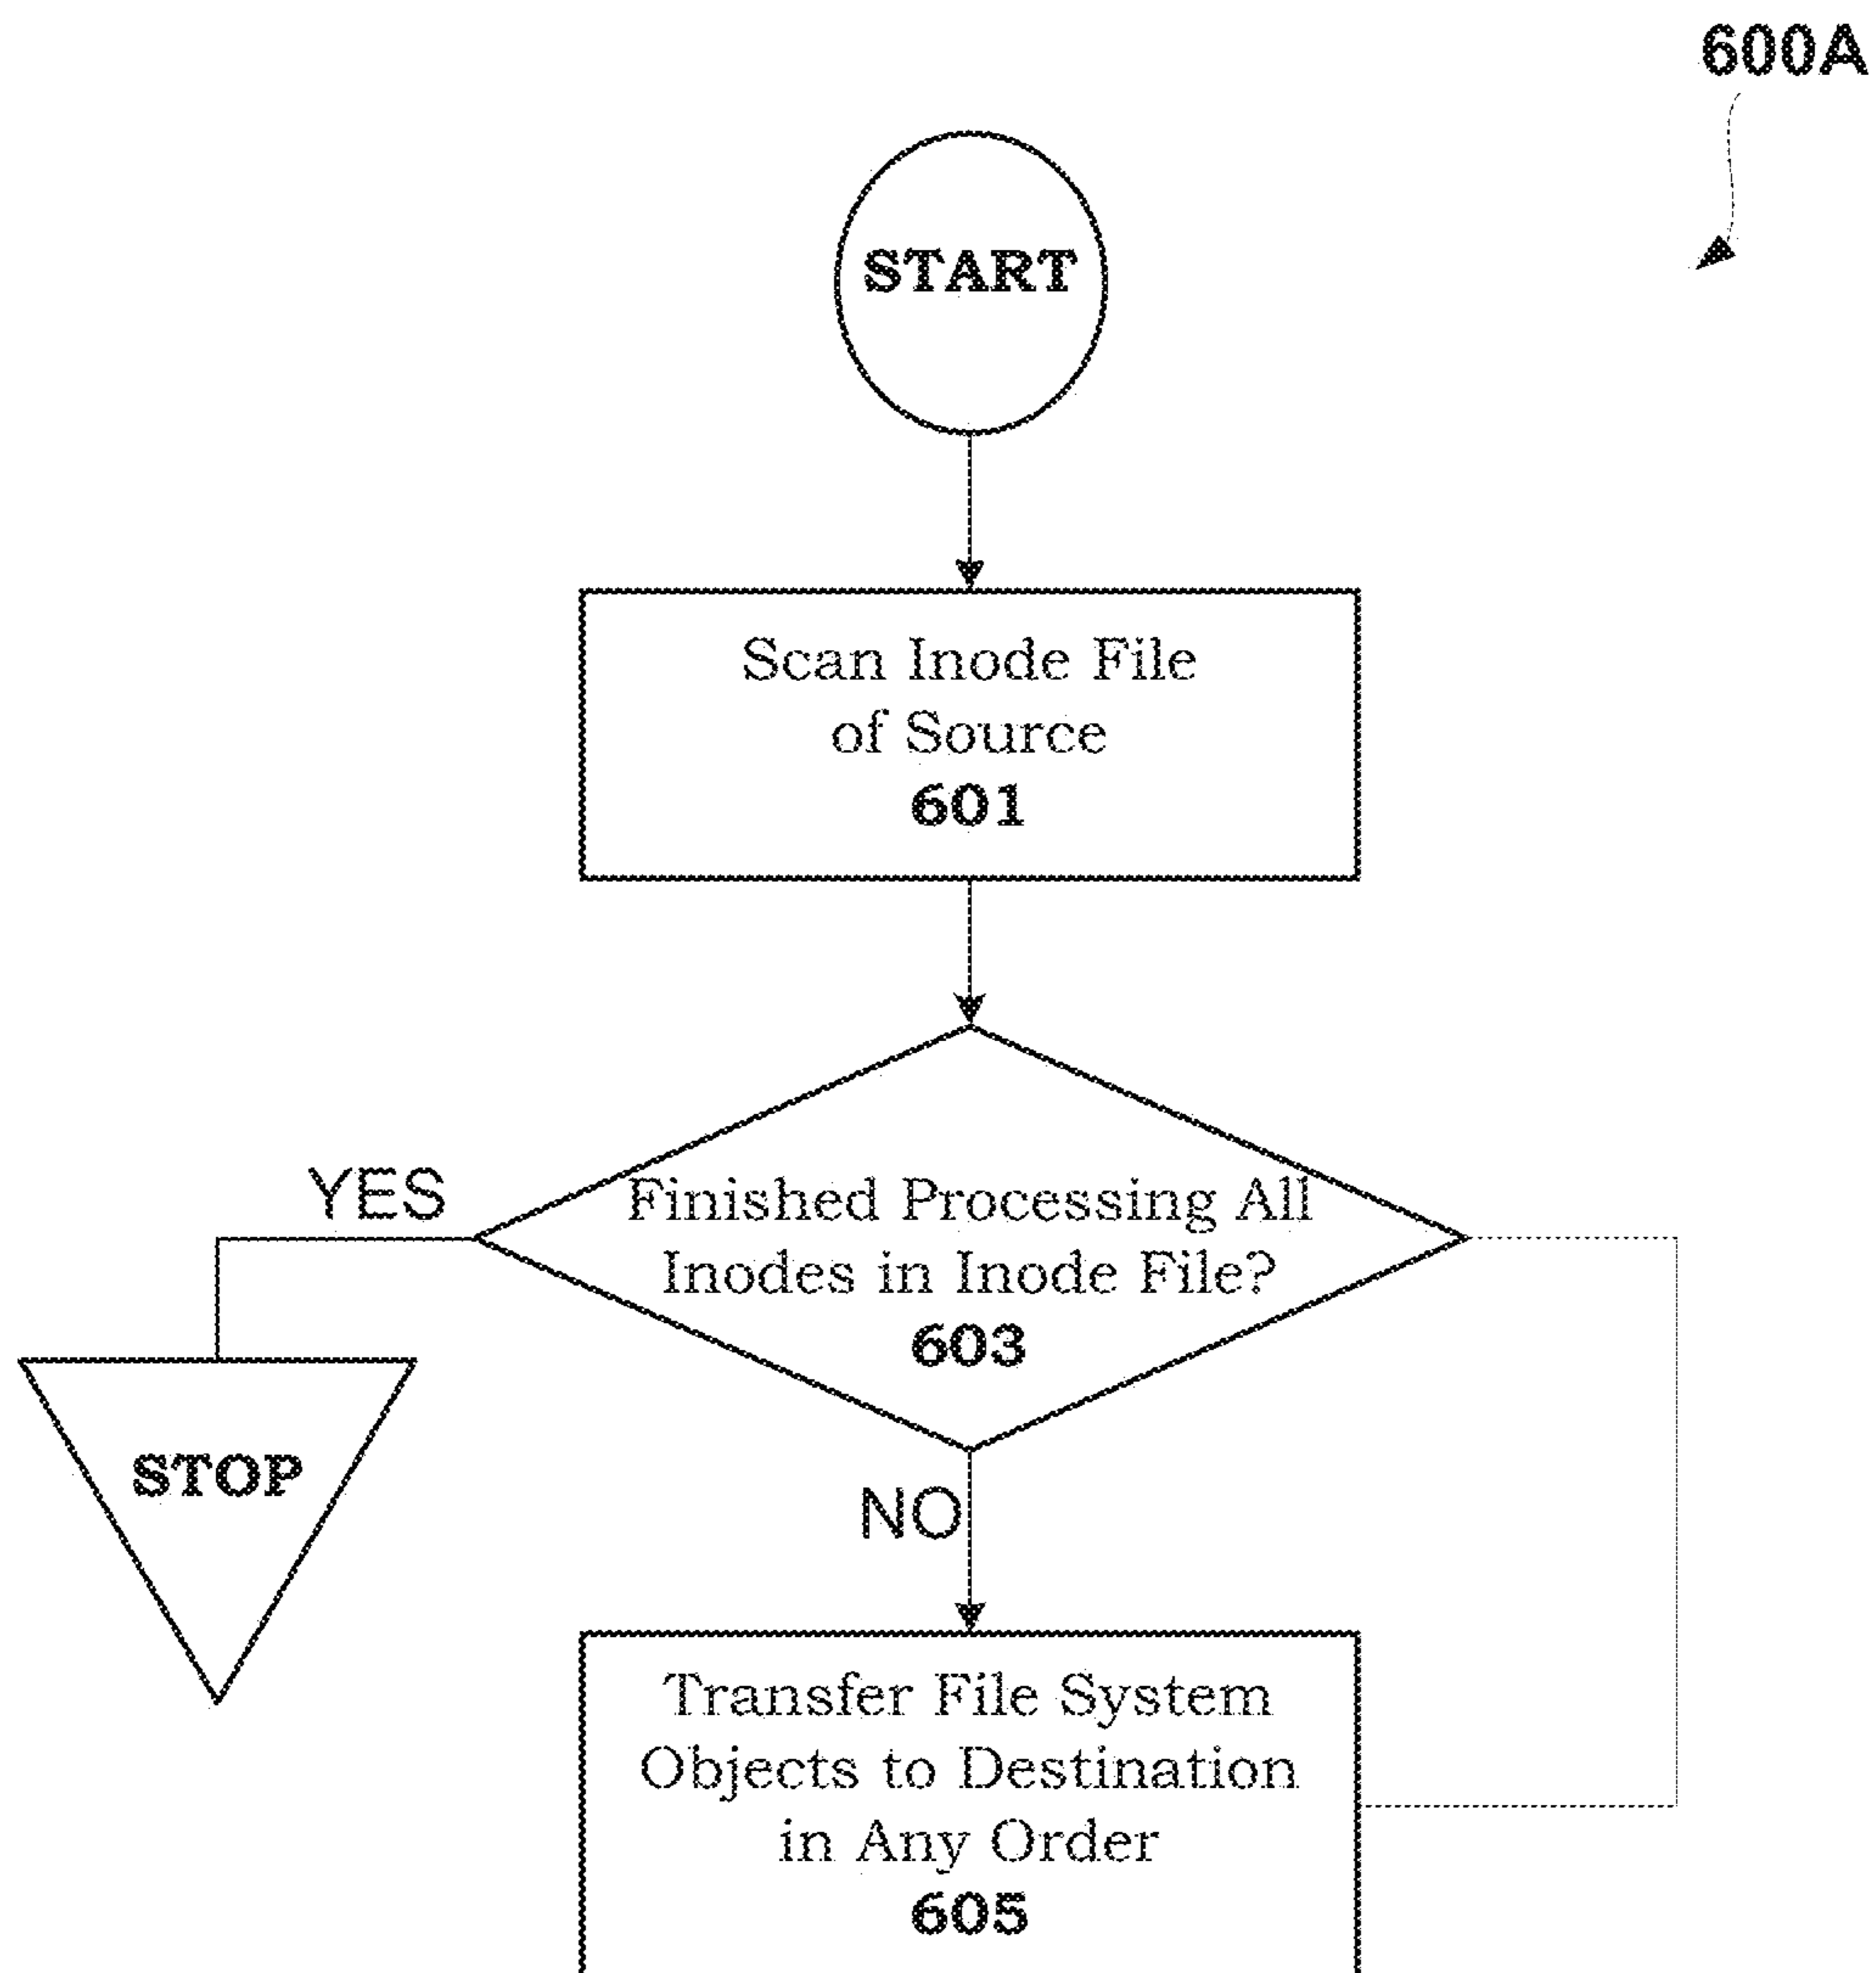 600A
START
Scan Inode File
of Source
601
YES
Finished Processing All
Inodes in Inode File?
603
STOP
NO
Transfer File System
Objects to Destination
in Any Order
605